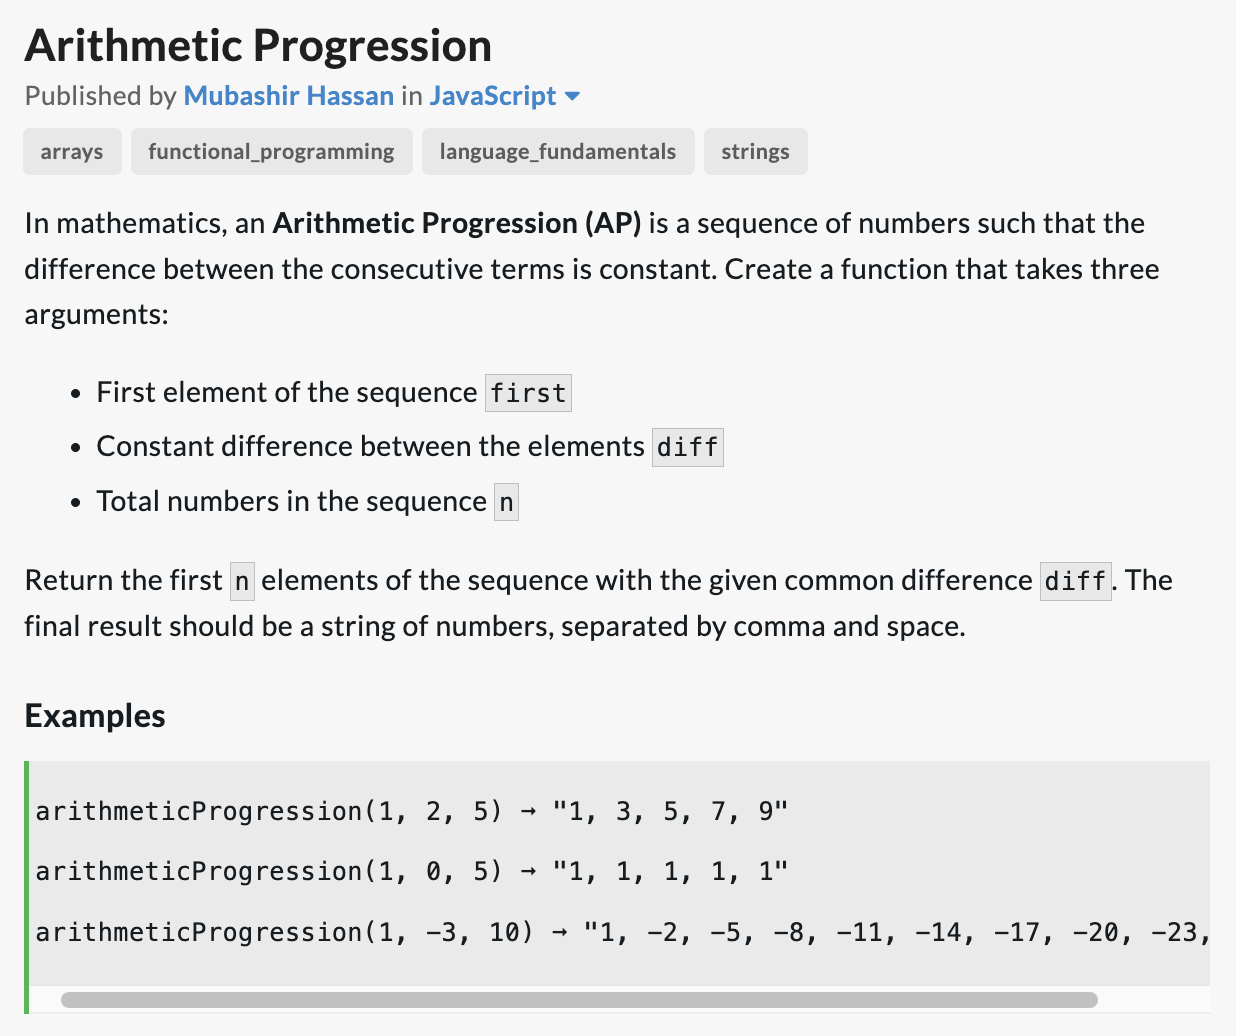 Arithmetic Progression
Published by Mubashir Hassan in JavaScript
arrays functional_programming language_fundamentals strings
In mathematics, an Arithmetic Progression (AP) is a sequence of numbers such that the
difference between the consecutive terms is constant. Create a function that takes three
arguments:
• First element of the sequence first
• Constant difference between the elements diff
• Total numbers in the sequence n
Return the first n elements of the sequence with the given common difference diff. The
final result should be a string of numbers, separated by comma and space.
Examples
arithmeticProgression(1, 2, 5) → "1, 3, 5, 7, 9"
arithmeticProgression(1, 0, 5) → "1, 1, 1, 1, 1"
arithmeticProgression(1, -3, 10) → "1, -2, -5, -8, -11, -14, -17, -20, -23,